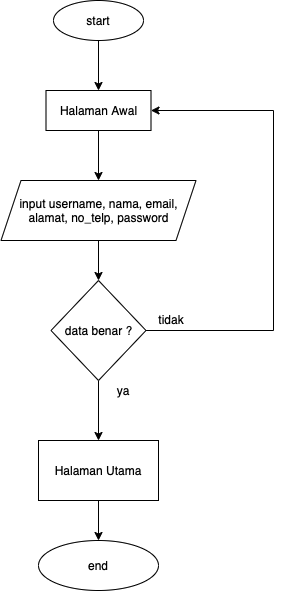 start
Halaman Awal
input username, nama, email,
alamat, no_telp, password
data benar ?
tidak
ya
Halaman Utama
end